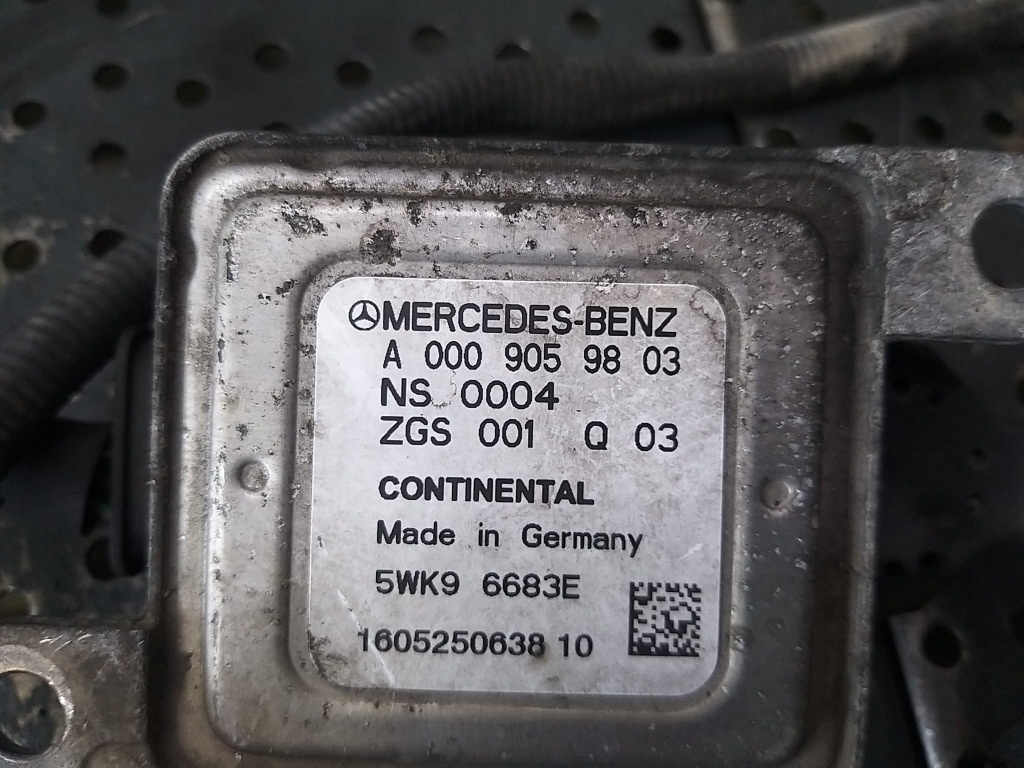 MERCEDES-BENZ
A 000 905 98 03
NS 0004
ZGS 001 Q 03
CONTINENTAL
Made in Germany
5WK9 6683E
1605250638 10